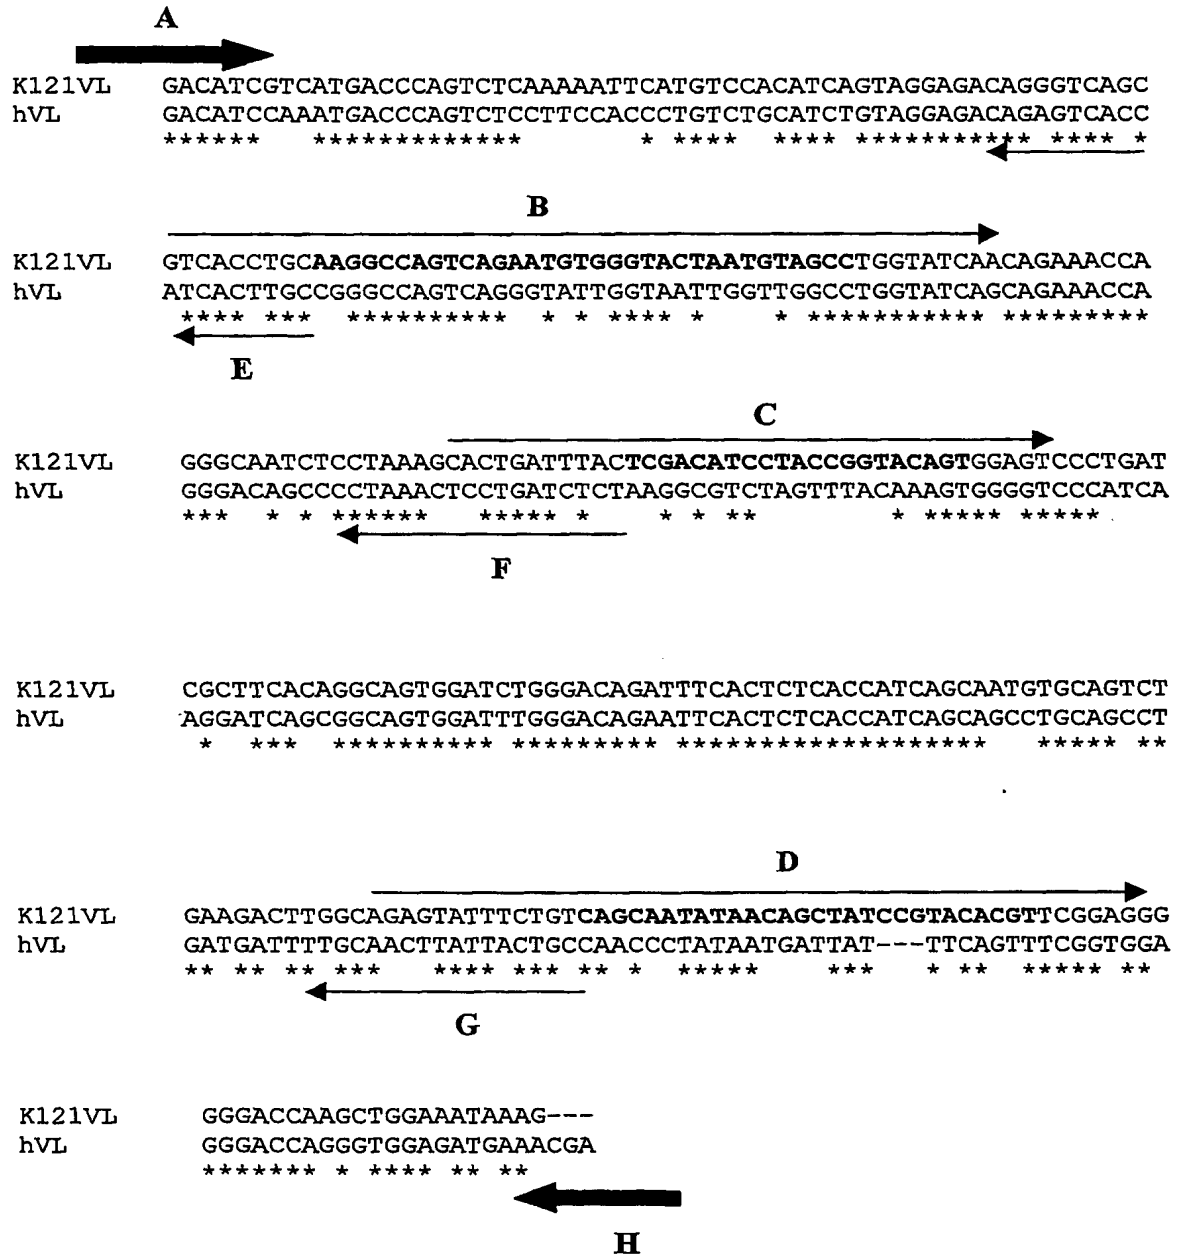 A
K121VL GACATCGTCATGACCCAGTCTCAAAAATTCATGTCCACATCAGTAGGAGACAGGGTCAGC
hVL GACATCCAAATGACCCAGTCTCCTTCCACCCTGTCTGCATCTGTAGGAGACAGAGTCACC
****** ************* * **** **** *********** **** *
B
K121VL GTCACCTGCAAGGCCAGTCAGAATGTGGGTACTAATGTAGCCTGGTATCAACAGAAACCA
hVL ATCACTTGCCGGGCCAGTCAGGGTATTGGTAATTGGTTGGCCTGGTATCAGCAGAAACCA
**** *** ********** * * **** * * *********** *********
E
C
K121VL GGGCAATCTCCTAAAGCACTGATTTACTCGACATCCTACCGGTACAGTGGAGTCCCTGAT
hVL GGGACAGCCCCTAAACTCCTGATCTCTAAGGCGTCTAGTTTACAAAGTGGGGTCCCATCA
*** * * ****** ***** * * * ** * ***** *****
F
K121VL CGCTTCACAGGCAGTGGATCTGGGACAGATTTCACTCTCACCATCAGCAATGTGCAGTCT
hVL AGGATCAGCGGCAGTGGATTTGGGACAGAATTCACTCTCACCATCAGCAGCCTGCAGCCT
* *** ********** ********* ******************* ***** **
D
K121VL GAAGACTTGGCAGAGTATTTCTGTCAGCAATATAACAGCTATCCGTACACGTTCGGAGGG
hVL GATGATTTTGCAACTTATTACTGCCAACCCTATAATGATTAT---TTCAGTTTCGGTGGA
** ** ** *** **** *** ** * ***** *** * ** ***** **
G
K121VL GGGACCAAGCTGGAAATAAAG---
hVL GGGACCAGGGTGGAGATGAAACGA
******* * **** ** **
H